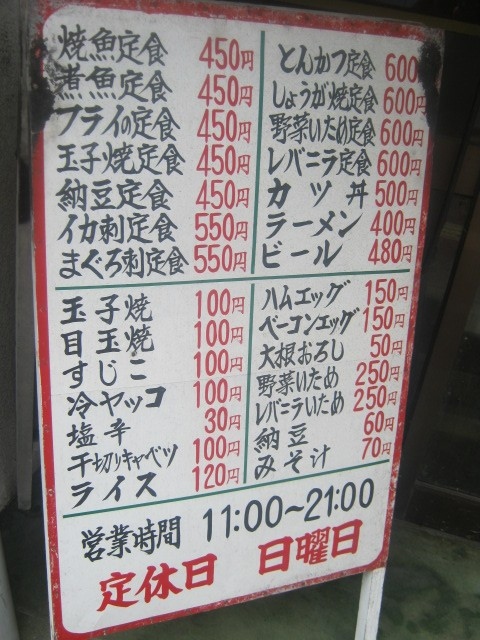 焼魚定食 450円
煮魚定食 450円
フライの定食 450円
玉子焼定食 450円
納豆定食 450円
イカ刺定食 550円
まぐろ刺定食 550円
とんかつ定食 600
しょうが焼定食 600円
野菜いため定食 600円
レバニラ定食 600円
カツ丼 500円
ラーメン 400円
ビール 480円
玉子焼 100円
目玉焼 100円
すじこ 100円
冷ヤッコ 100円
塩辛 30円
千切りキャベツ 100円
ライス 120円
ハムエッグ 150円
ベーコンエッグ 150円
大根おろし 50円
野菜いため 250円
レバニラいため 250円
納豆 60円
みそ汁 70円
営業時間 11:00~21:00
定休日 日曜日